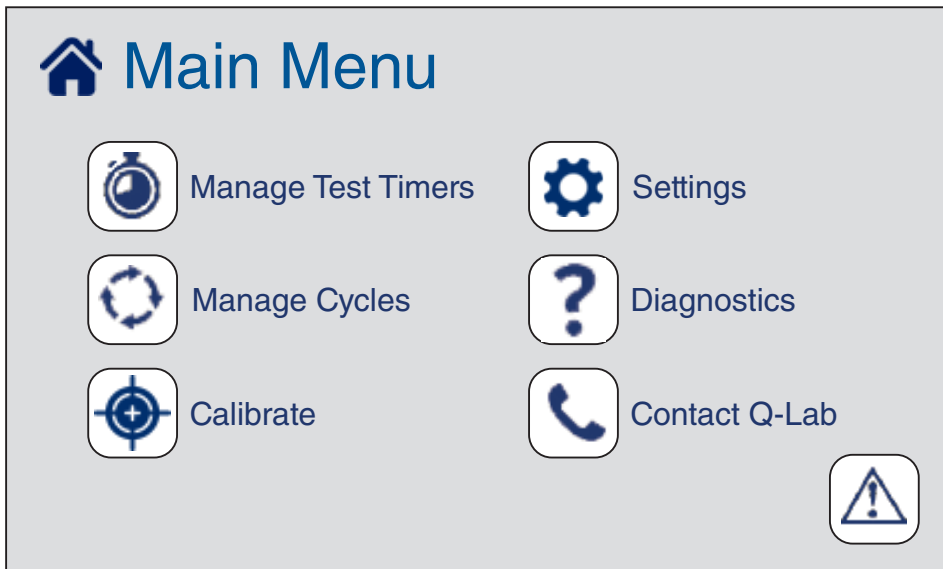 Main Menu
Manage Test Timers
Settings
Manage Cycles
Diagnostics
Calibrate
Contact Q-Lab